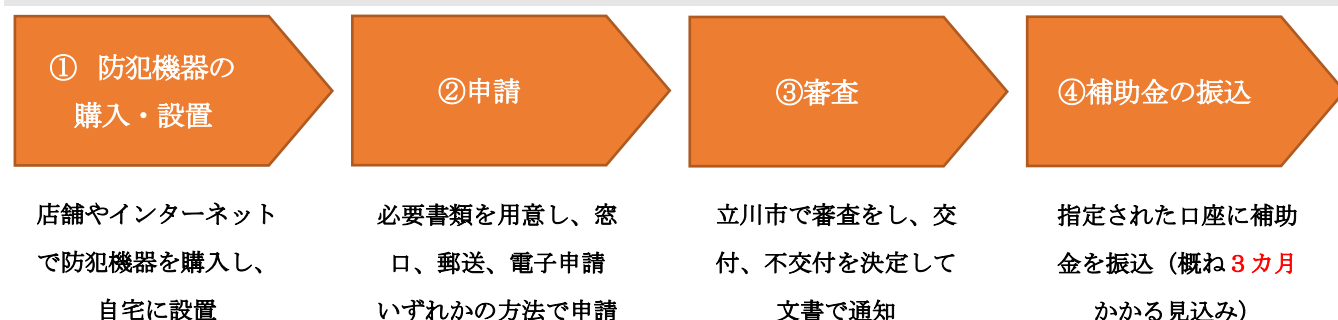 ① 防犯機器の
購入・設置
②申請
③審査
④補助金の振込
店舗やインターネット
で防犯機器を購入し、
自宅に設置
必要書類を用意し、窓
口、郵送、電子申請
いずれかの方法で申請
立川市で審査をし、交
付、不交付を決定して
文書で通知
指定された口座に補助
金を振込（概ね３カ月
かかる見込み）